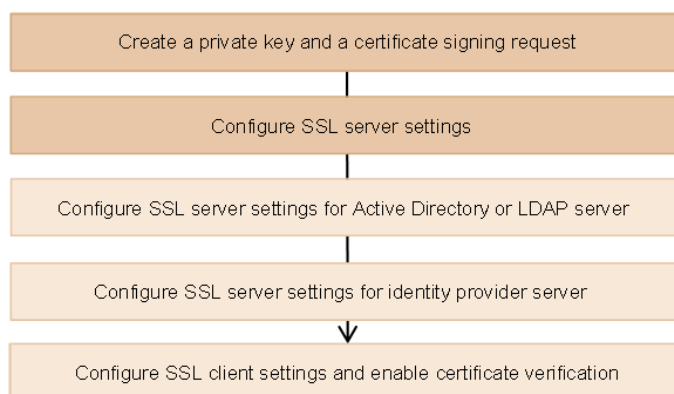 Create a private key and a certificate signing request
Configure SSL server settings
Configure SSL server settings for Active Directory or LDAP server
Configure SSL server settings for identity provider server
Configure SSL client settings and enable certificate verification